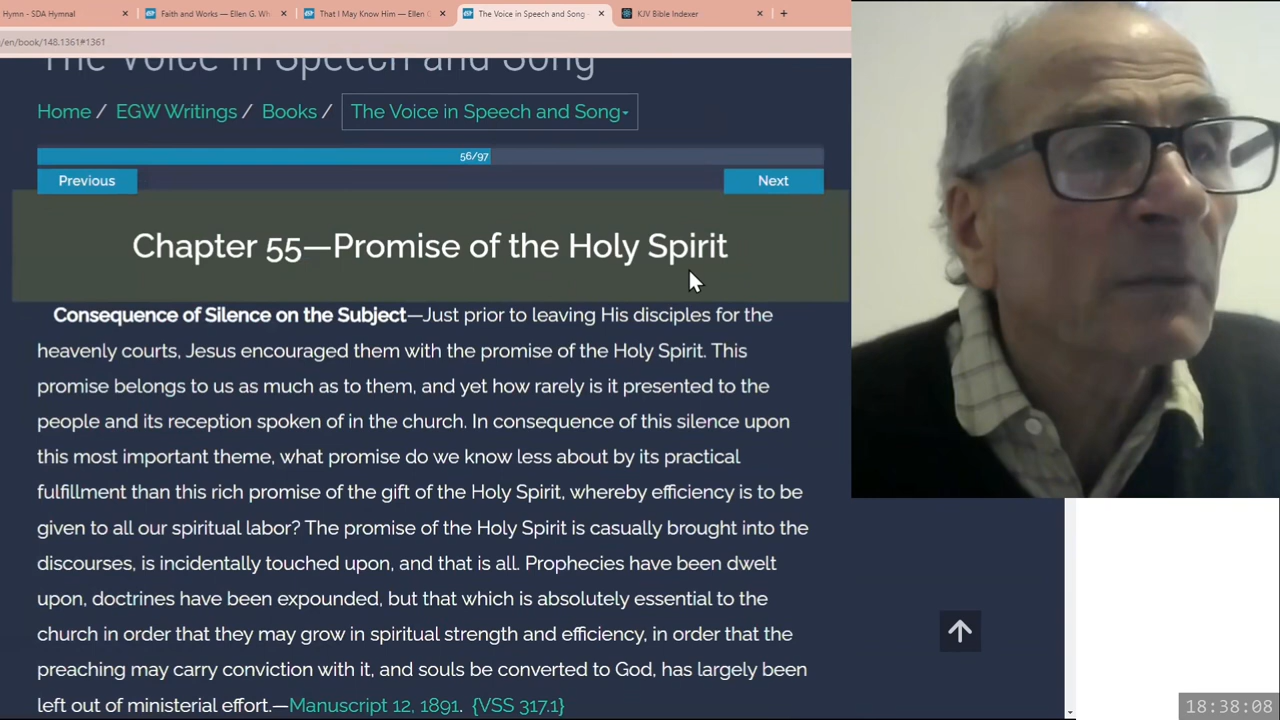 Hymn - SDA Hymnal
Faith and Works — Ellen G. Wh
That I May Know Him — Ellen G
The Voice in Speech and Song
KJV Bible Indexer
/en/book/148.1361#1361
The Voice in Speech and Song
Home / EGW Writings / Books / The Voice in Speech and Song
56/97
Previous
Next
Chapter 55—Promise of the Holy Spirit
Consequence of Silence on the Subject—Just prior to leaving His disciples for the
heavenly courts, Jesus encouraged them with the promise of the Holy Spirit. This
promise belongs to us as much as to them, and yet how rarely is it presented to the
people and its reception spoken of in the church. In consequence of this silence upon
this most important theme, what promise do we know less about by its practical
fulfillment than this rich promise of the gift of the Holy Spirit, whereby efficiency is to be
given to all our spiritual labor? The promise of the Holy Spirit is casually brought into the
discourses, is incidentally touched upon, and that is all. Prophecies have been dwelt
upon, doctrines have been expounded, but that which is absolutely essential to the
church in order that they may grow in spiritual strength and efficiency, in order that the
preaching may carry conviction with it, and souls be converted to God, has largely been
left out of ministerial effort.—Manuscript 12, 1891. {VSS 317.1}
18:38:08